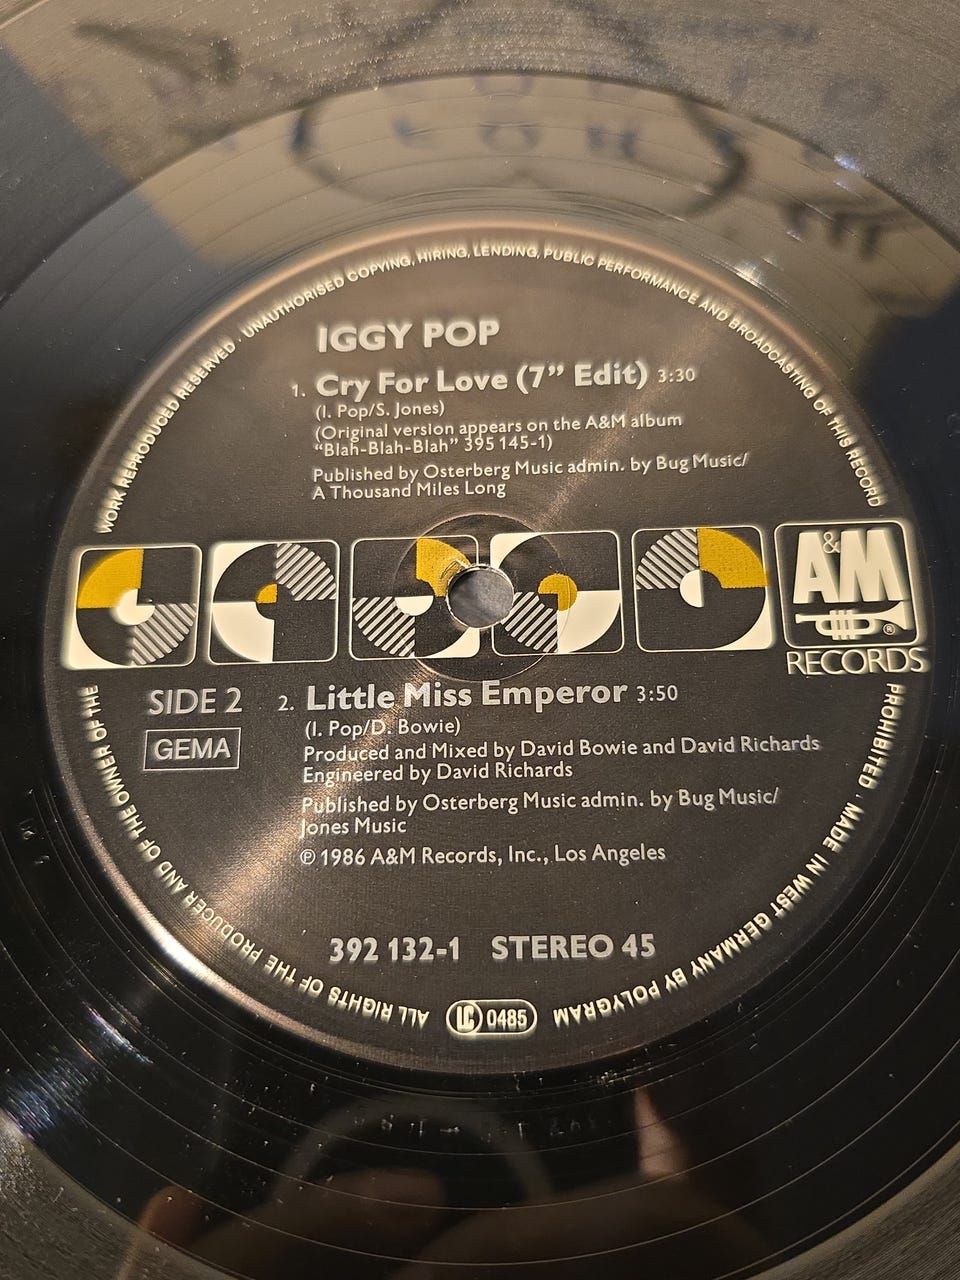 WORK REPRODUCED RESERVED · UNAUTHORISED COPYING, HIRING, LENDING, PUBLIC PERFORMANCE AND BROADCASTING OF THIS RECORD
IGGY POP
1. Cry For Love (7” Edit) 3:30
(I. Pop/S. Jones)
(Original version appears on the A&M album
“Blah-Blah-Blah” 395 145-1)
Published by Osterberg Music admin. by Bug Music/
A Thousand Miles Long
A&M
®
RECORDS
SIDE 2
GEMA
2. Little Miss Emperor 3:50
(I. Pop/D. Bowie)
Produced and Mixed by David Bowie and David Richards
Engineered by David Richards
Published by Osterberg Music admin. by Bug Music/
Jones Music
℗ 1986 A&M Records, Inc., Los Angeles
392 132-1 STEREO 45
PROHIBITED · MADE IN WEST GERMANY BY POLYGRAM
LC 0485
ALL RIGHTS OF THE PRODUCER AND OF THE OWNER OF THE